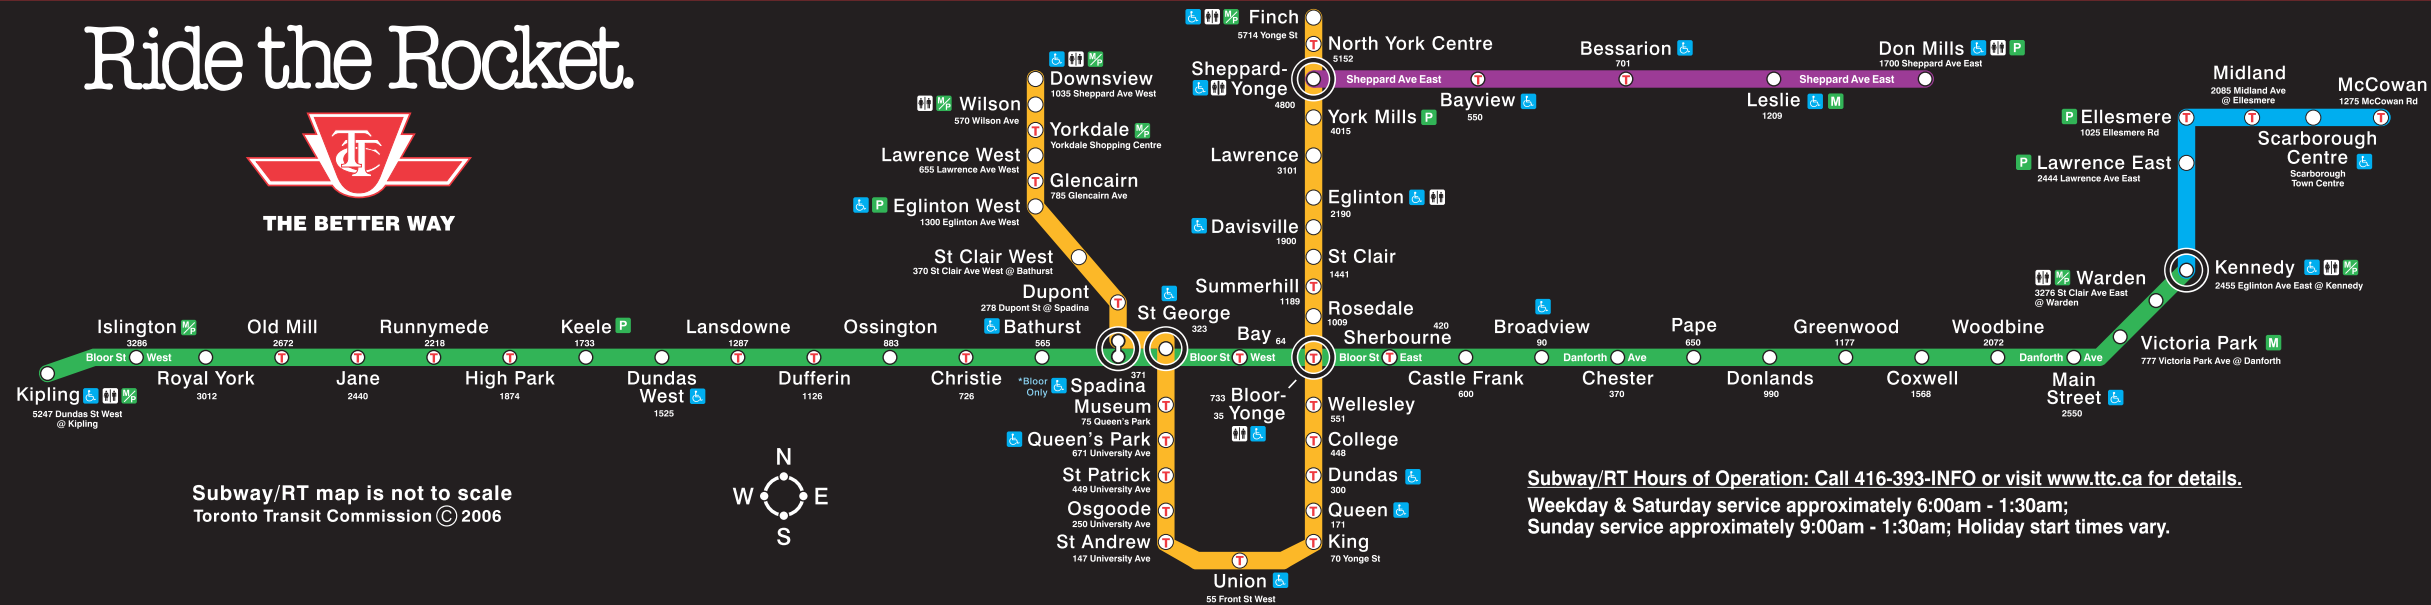 Ride the Rocket.
TTC
THE BETTER WAY
Subway/RT map is not to scale
Toronto Transit Commission © 2006
N
W E
S
Downsview
1035 Sheppard Ave West
M/P Wilson
570 Wilson Ave
Yorkdale M/P
Yorkdale Shopping Centre
Lawrence West
655 Lawrence Ave West
Glencairn
785 Glencairn Ave
P Eglinton West
1300 Eglinton Ave West
St Clair West
370 St Clair Ave West @ Bathurst
Dupont
278 Dupont St @ Spadina
St George
323
371
*Bloor
Only
Spadina
Museum
75 Queen's Park
Queen's Park
671 University Ave
St Patrick
449 University Ave
Osgoode
250 University Ave
St Andrew
147 University Ave
Union
55 Front St West
M/P Finch
5714 Yonge St
North York Centre
5152
Sheppard-
Yonge
4800
York Mills P
4015
Lawrence
3101
Eglinton
2190
Davisville
1900
St Clair
1441
Summerhill
1189
Rosedale
1009
733 Bloor-
35 Yonge
Wellesley
551
College
448
Dundas
300
Queen
171
King
70 Yonge St
Sheppard Ave East
Sheppard Ave East
Bayview
550
Bessarion
701
Leslie M
1209
Don Mills P
1700 Sheppard Ave East
Kipling M/P
5247 Dundas St West
@ Kipling
Islington M/P
3286
Bloor St West
Royal York
3012
Old Mill
2672
Jane
2440
Runnymede
2218
High Park
1874
Keele P
1733
Dundas
West
1525
Lansdowne
1287
Dufferin
1126
Ossington
883
Christie
726
Bathurst
565
Bloor St West
Bay 64
Bloor St East
420
Sherbourne
Castle Frank
600
Broadview
90
Danforth Ave
Chester
370
Pape
650
Donlands
990
Greenwood
1177
Coxwell
1568
Woodbine
2072
Danforth Ave
Main
Street
2550
Victoria Park M
777 Victoria Park Ave @ Danforth
M/P Warden
3276 St Clair Ave East
@ Warden
Kennedy M/P
2455 Eglinton Ave East @ Kennedy
P Lawrence East
2444 Lawrence Ave East
P Ellesmere
1025 Ellesmere Rd
Midland
2085 Midland Ave
@ Ellesmere
Scarborough
Centre
Scarborough
Town Centre
McCowan
1275 McCowan Rd
Subway/RT Hours of Operation: Call 416-393-INFO or visit www.ttc.ca for details.
Weekday & Saturday service approximately 6:00am - 1:30am;
Sunday service approximately 9:00am - 1:30am; Holiday start times vary.